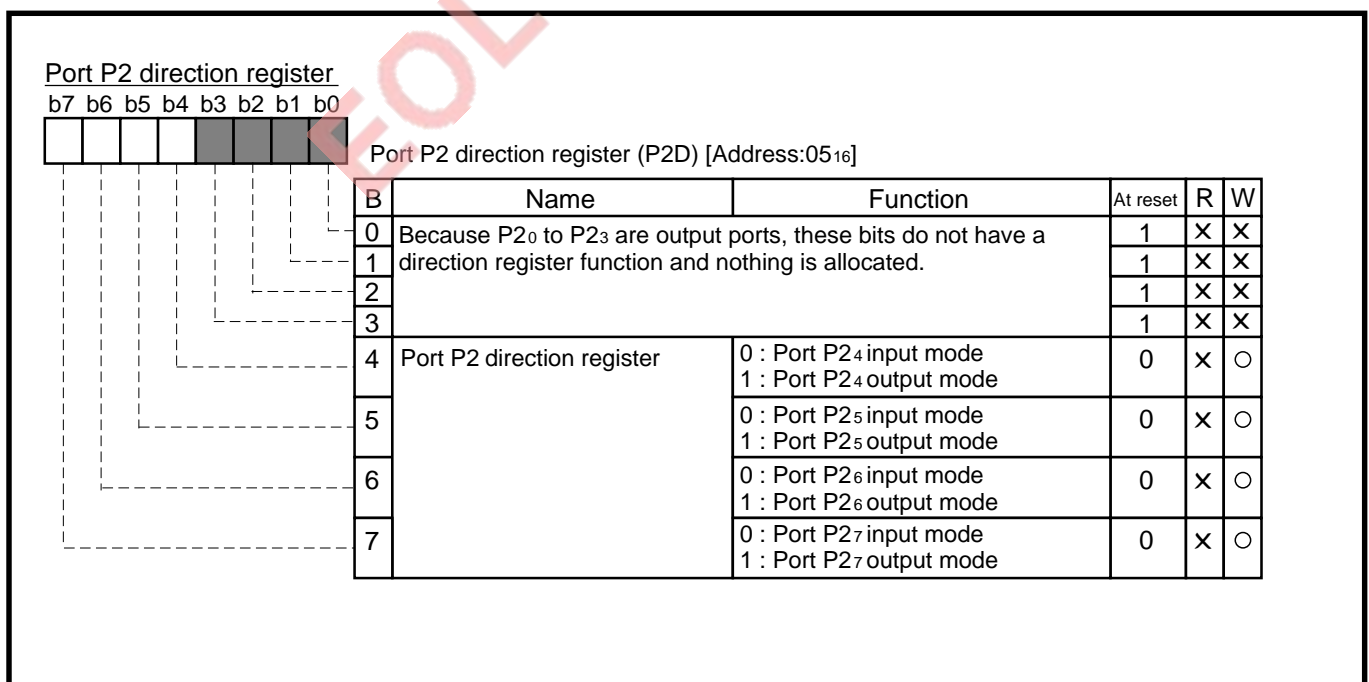 EOL
Port P2 direction register
b7 b6 b5 b4 b3 b2 b1 b0
Port P2 direction register (P2D) [Address:05₁₆]
B Name Function At reset R W
0 Because P2₀ to P2₃ are output ports, these bits do not have a 1 X X
1 direction register function and nothing is allocated. 1 X X
2 1 X X
3 1 X X
4 Port P2 direction register 0 : Port P2₄ input mode 0 X O
1 : Port P2₄ output mode
5 0 : Port P2₅ input mode 0 X O
1 : Port P2₅ output mode
6 0 : Port P2₆ input mode 0 X O
1 : Port P2₆ output mode
7 0 : Port P2₇ input mode 0 X O
1 : Port P2₇ output mode